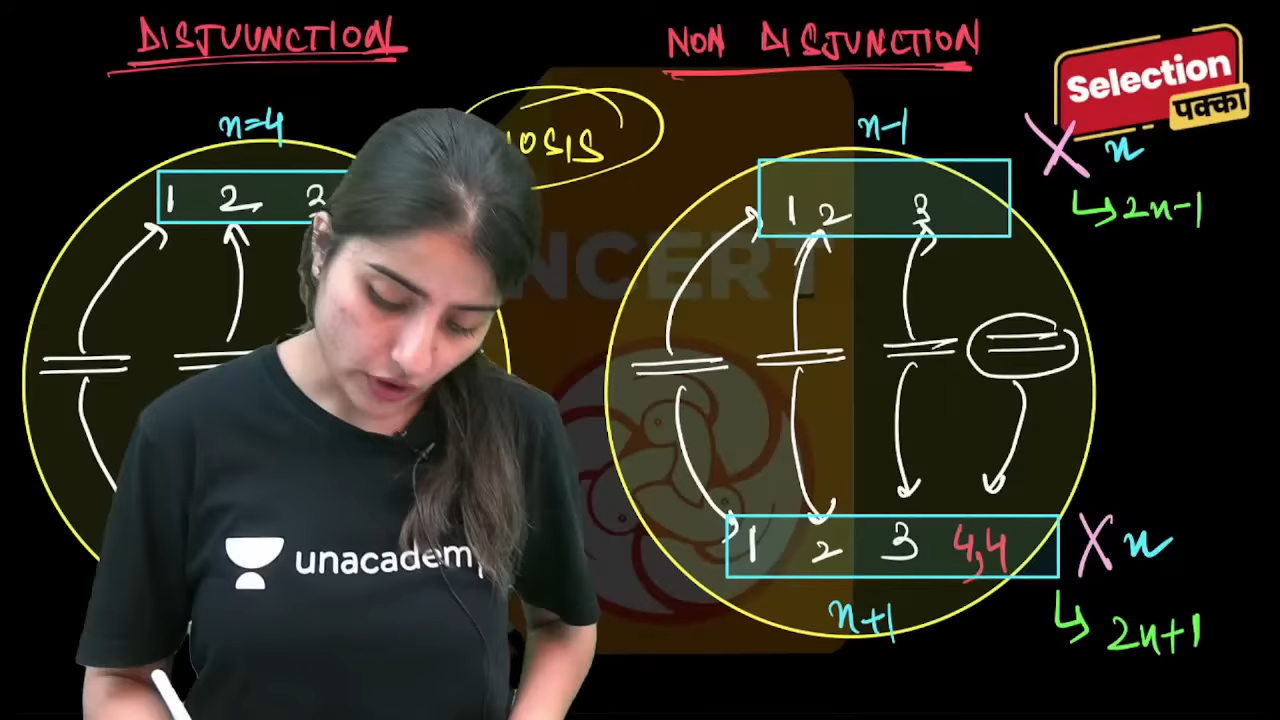 DISJUUNCTION
NON DISJUNCTION
Selection
पक्का
n=4
OSIS
n-1
X n
↳ 2n-1
1 2 3
1 2 3
NCERT
unacademy
1 2 3 4,4
X n
n+1
↳ 2n+1